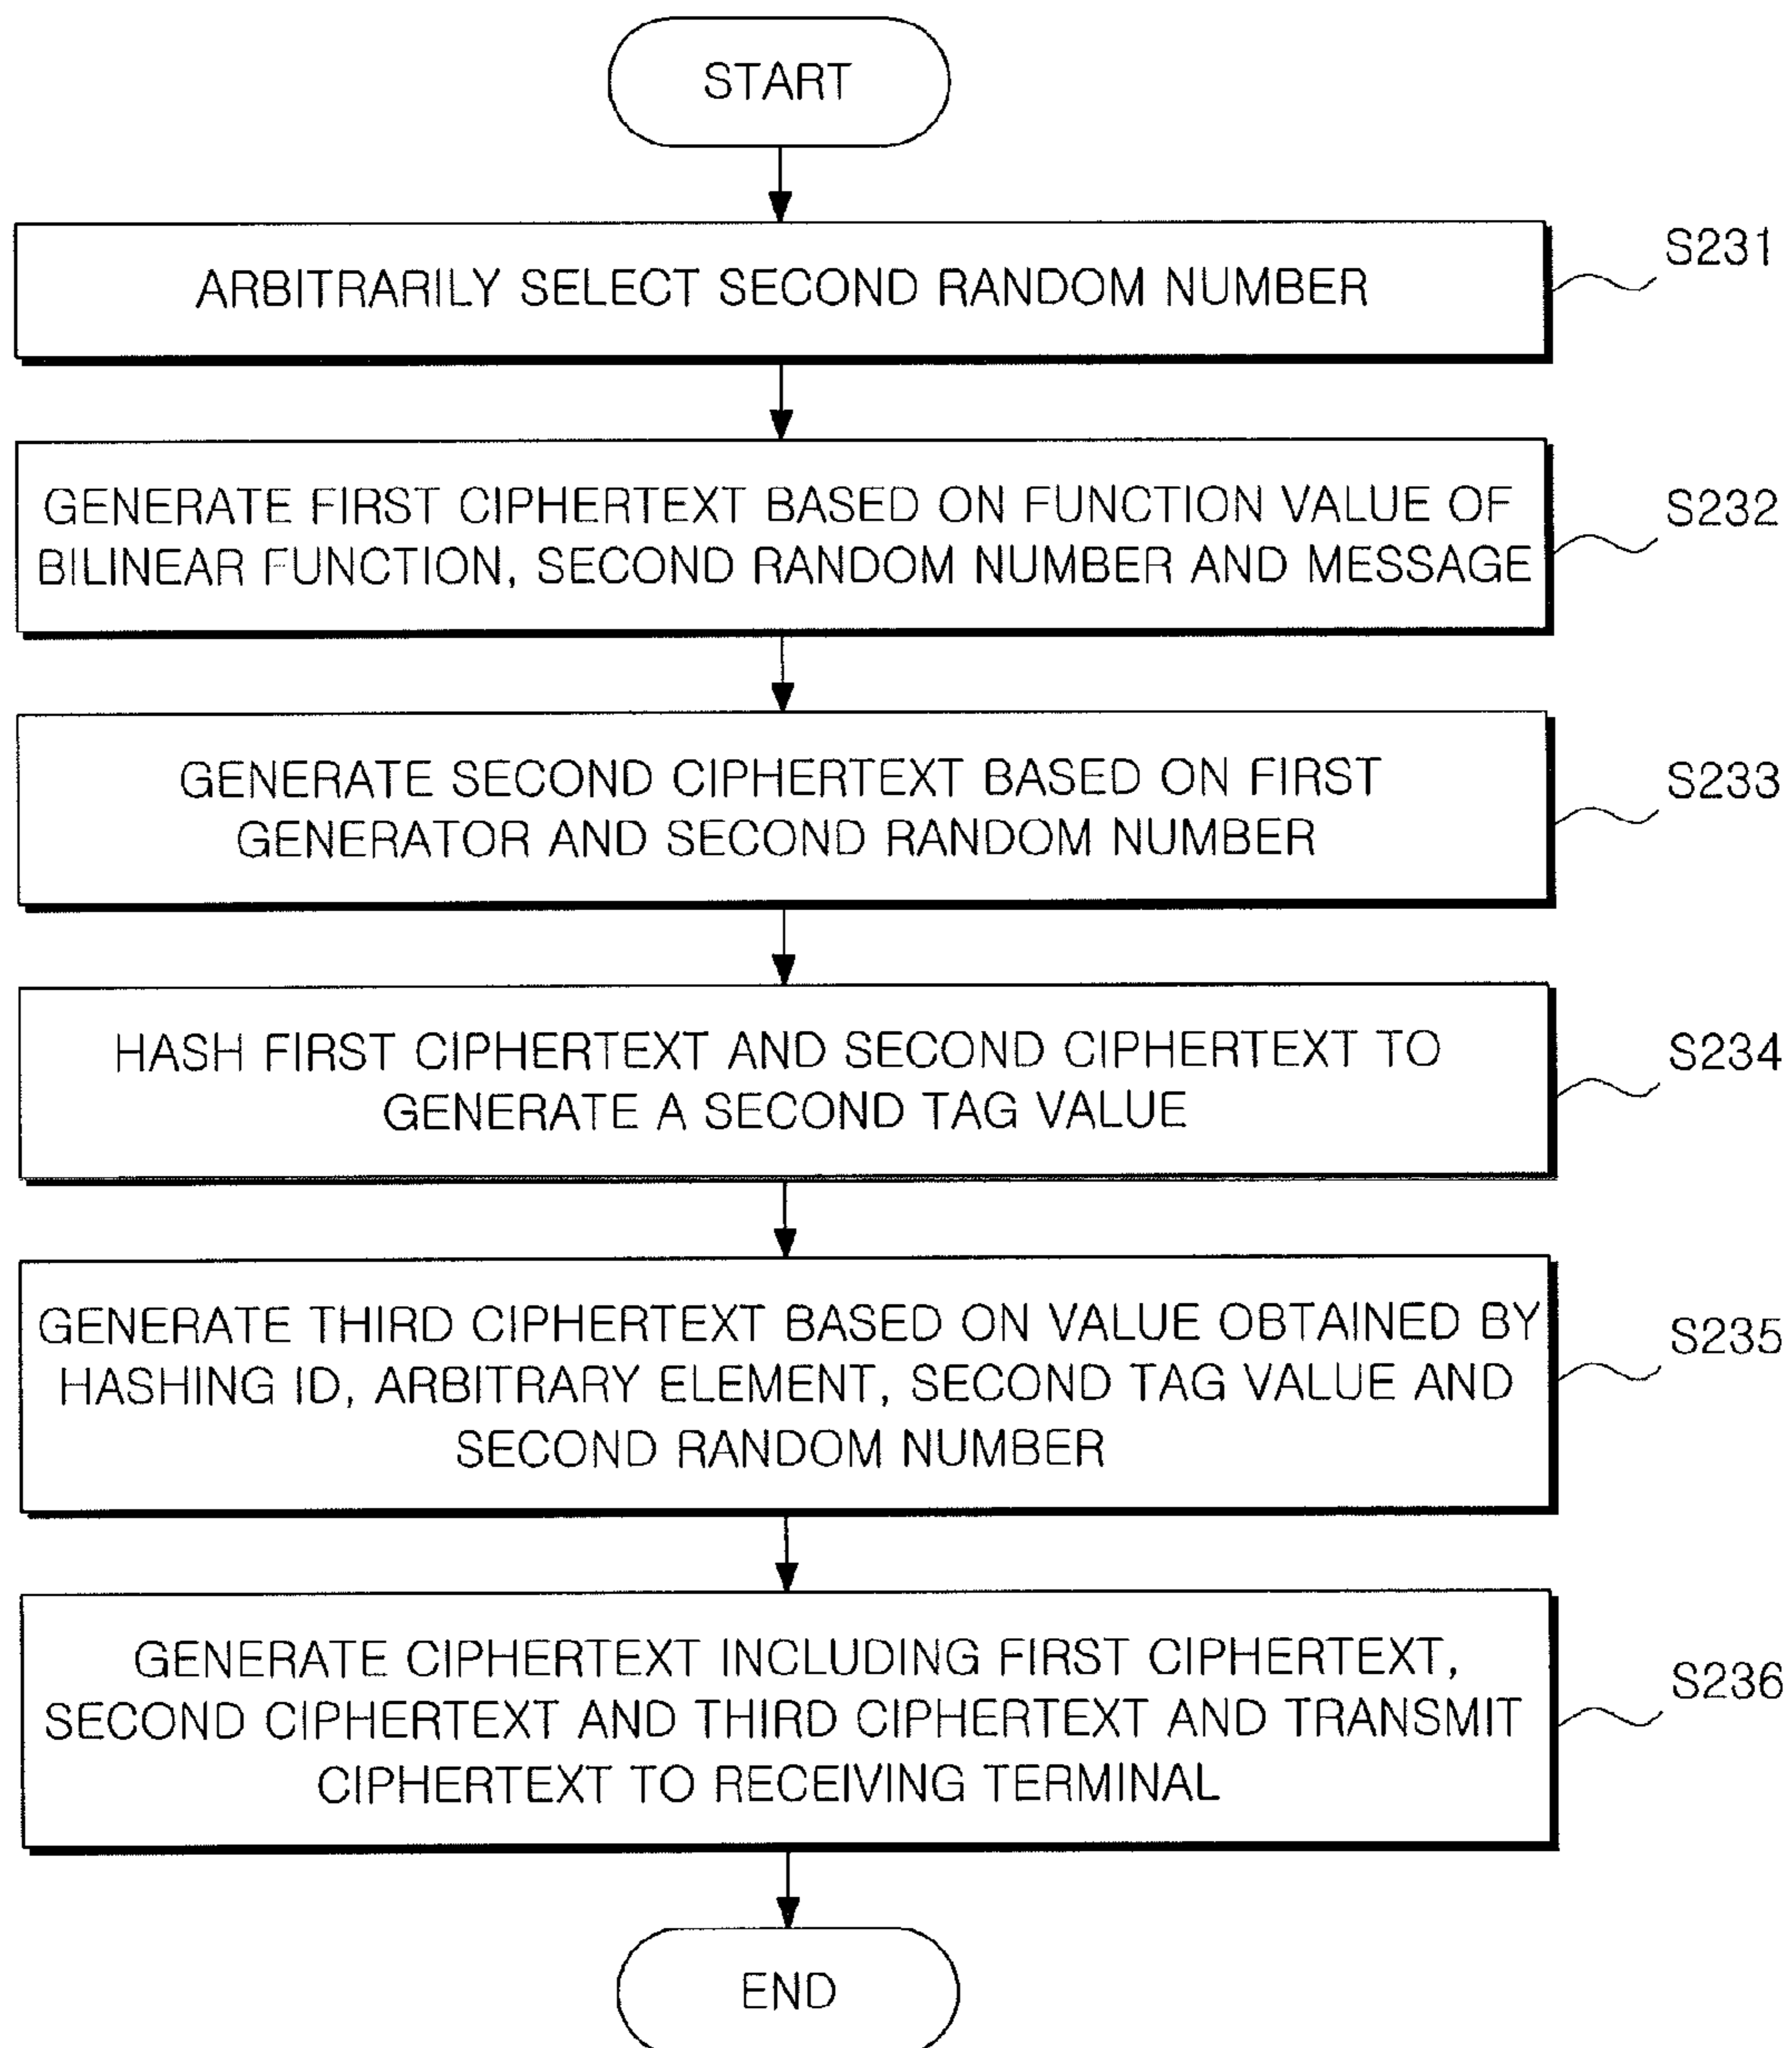 START
ARBITRARILY SELECT SECOND RANDOM NUMBER
S231
GENERATE FIRST CIPHERTEXT BASED ON FUNCTION VALUE OF
BILINEAR FUNCTION, SECOND RANDOM NUMBER AND MESSAGE
S232
GENERATE SECOND CIPHERTEXT BASED ON FIRST
GENERATOR AND SECOND RANDOM NUMBER
S233
HASH FIRST CIPHERTEXT AND SECOND CIPHERTEXT TO
GENERATE A SECOND TAG VALUE
S234
GENERATE THIRD CIPHERTEXT BASED ON VALUE OBTAINED BY
HASHING ID, ARBITRARY ELEMENT, SECOND TAG VALUE AND
SECOND RANDOM NUMBER
S235
GENERATE CIPHERTEXT INCLUDING FIRST CIPHERTEXT,
SECOND CIPHERTEXT AND THIRD CIPHERTEXT AND TRANSMIT
CIPHERTEXT TO RECEIVING TERMINAL
S236
END